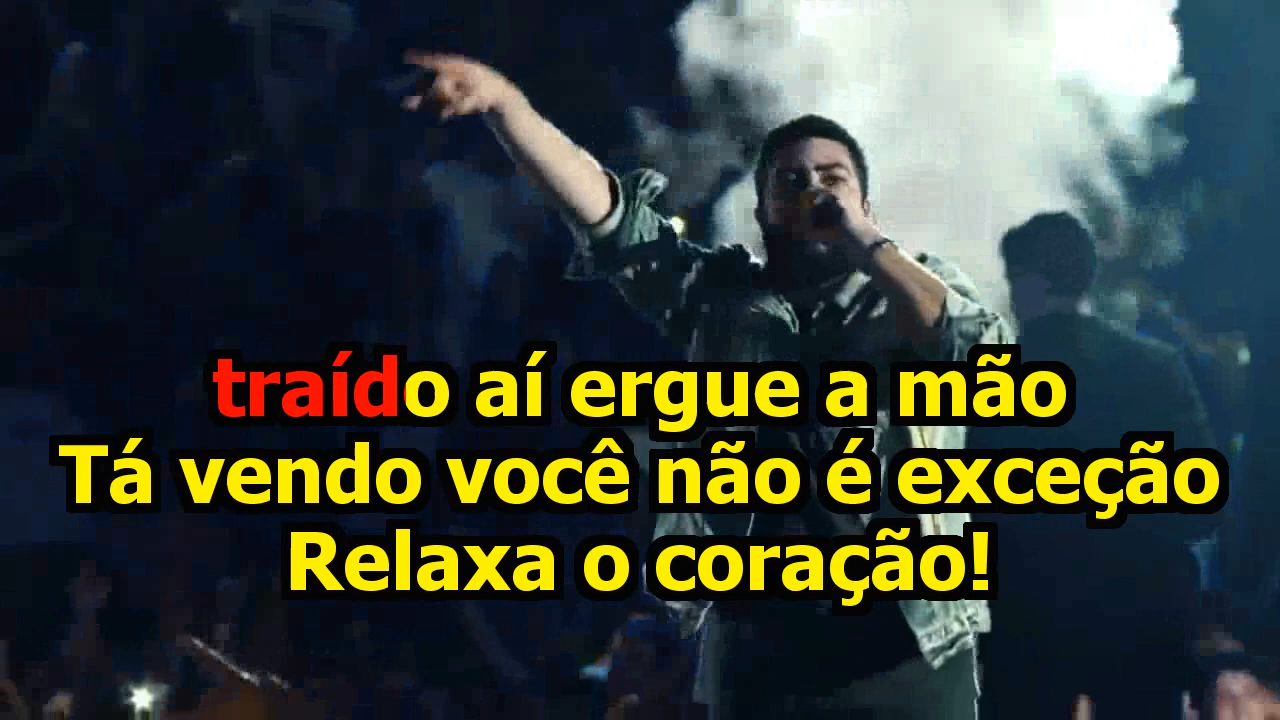 traído aí ergue a mão
Tá vendo você não é exceção
Relaxa o coração!